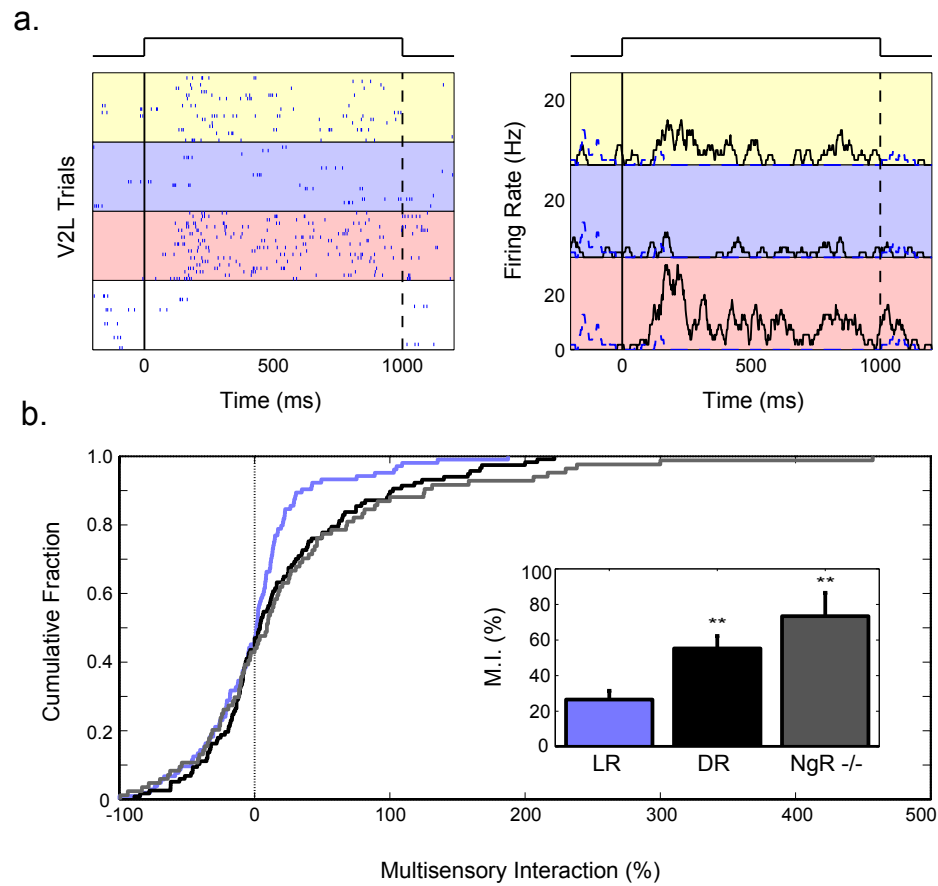 a.
V2L Trials
0
500
1000
Time (ms)
Firing Rate (Hz)
20
20
20
0
0
500
1000
Time (ms)
b.
Cumulative Fraction
1.0
0.8
0.6
0.4
0.2
0
-100
0
100
200
300
400
500
Multisensory Interaction (%)
M.I. (%)
100
80
60
40
20
0
**
**
LR
DR
NgR -/-